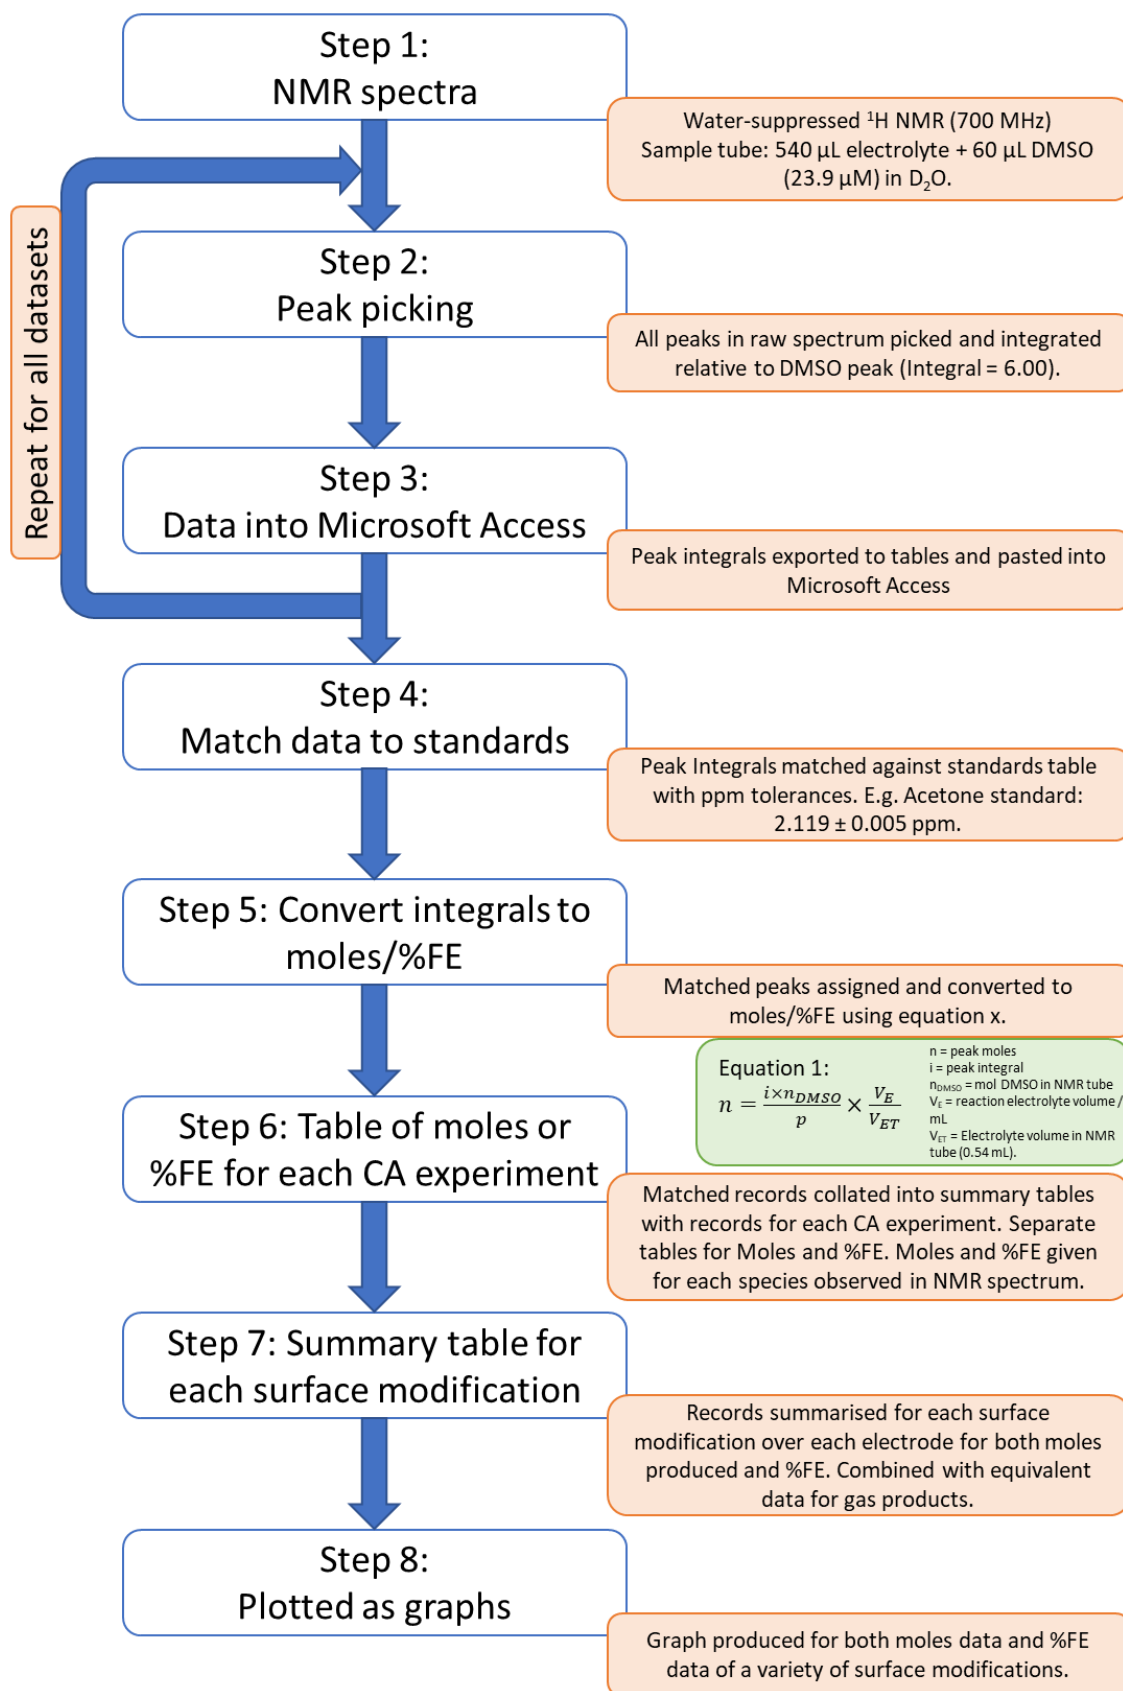 Step 1:
NMR spectra
Water-suppressed ¹H NMR (700 MHz)
Sample tube: 540 µL electrolyte + 60 µL DMSO
(23.9 µM) in D₂O.
Repeat for all datasets
Step 2:
Peak picking
All peaks in raw spectrum picked and integrated
relative to DMSO peak (Integral = 6.00).
Step 3:
Data into Microsoft Access
Peak integrals exported to tables and pasted into
Microsoft Access
Step 4:
Match data to standards
Peak Integrals matched against standards table
with ppm tolerances. E.g. Acetone standard:
2.119 ± 0.005 ppm.
Step 5: Convert integrals to
moles/%FE
Matched peaks assigned and converted to
moles/%FE using equation x.
Equation 1:
n = (i×n_DMSO)/p × V_E/V_ET
n = peak moles
i = peak integral
n_DMSO = mol DMSO in NMR tube
V_E = reaction electrolyte volume /
mL
V_ET = Electrolyte volume in NMR
tube (0.54 mL).
Step 6: Table of moles or
%FE for each CA experiment
Matched records collated into summary tables
with records for each CA experiment. Separate
tables for Moles and %FE. Moles and %FE given
for each species observed in NMR spectrum.
Step 7: Summary table for
each surface modification
Records summarised for each surface
modification over each electrode for both moles
produced and %FE. Combined with equivalent
data for gas products.
Step 8:
Plotted as graphs
Graph produced for both moles data and %FE
data of a variety of surface modifications.